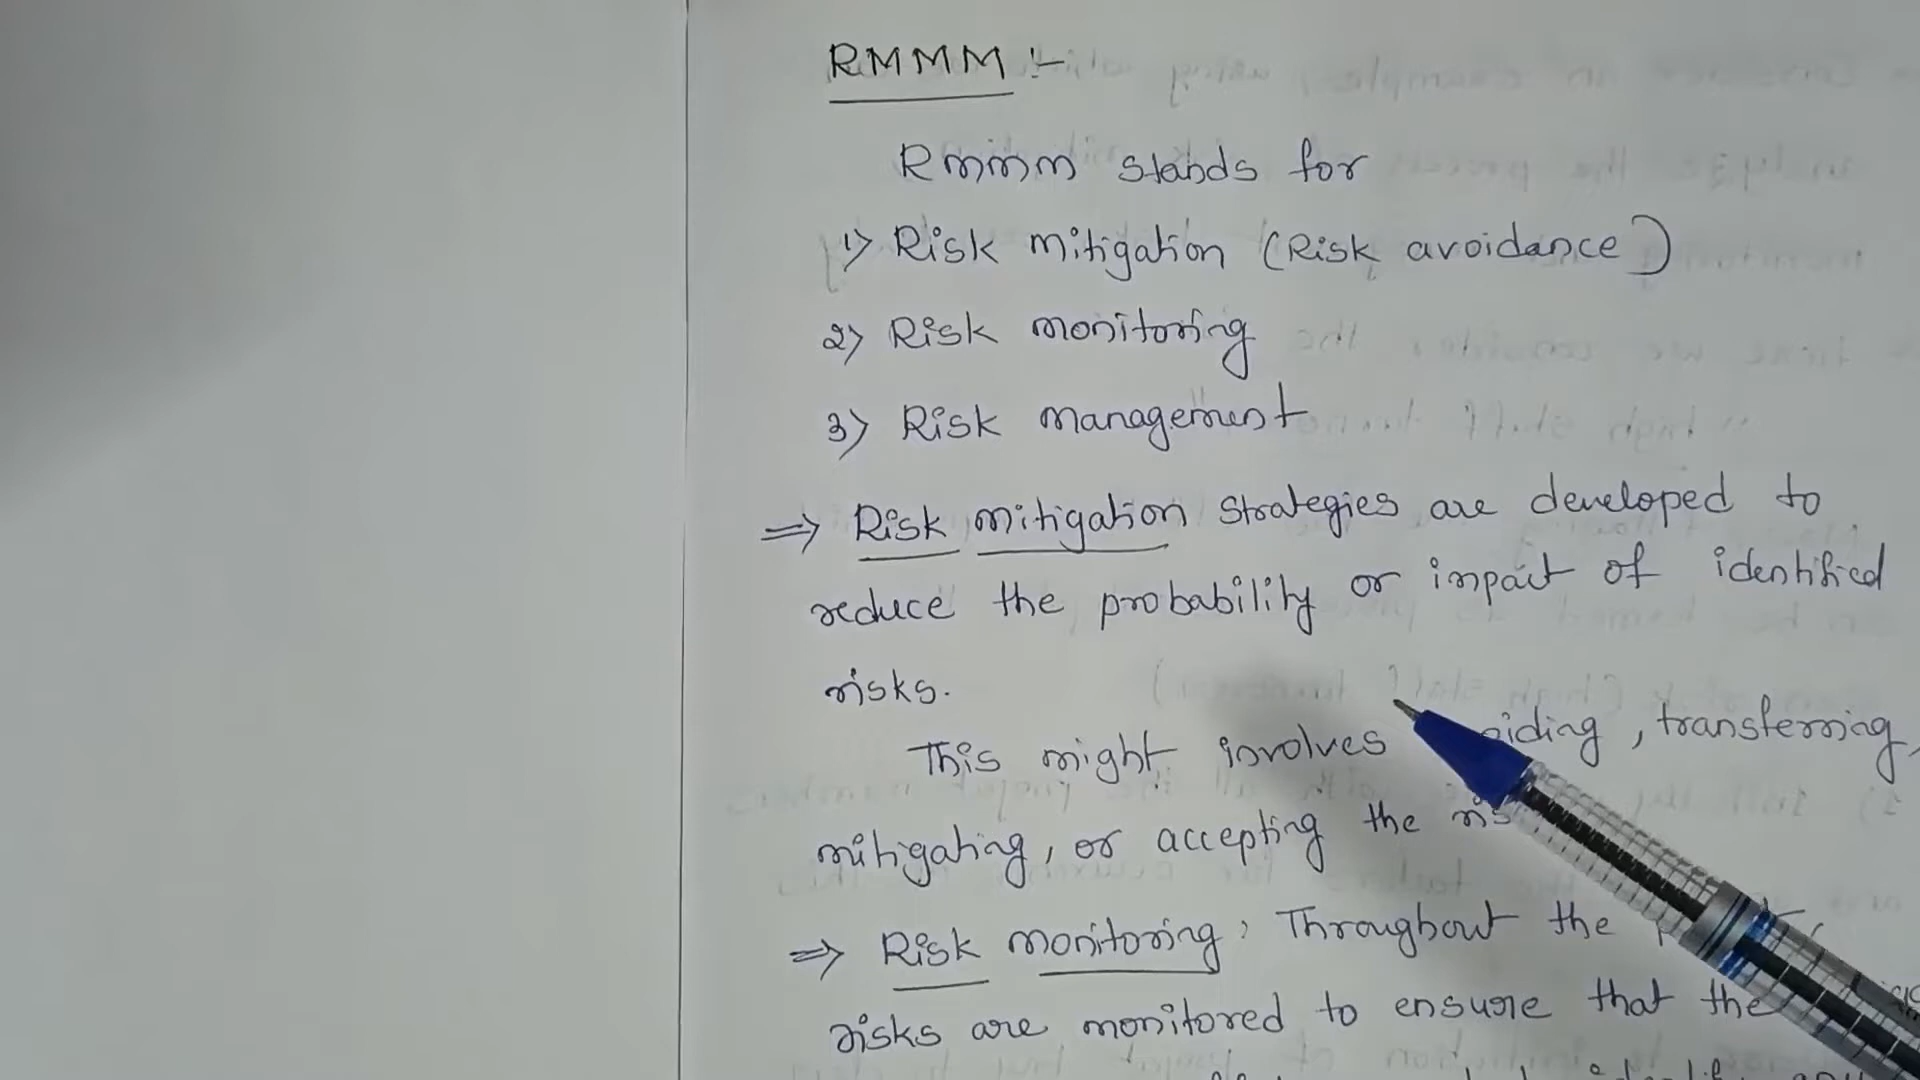 RMMM :-
RMMM stands for
1) Risk mitigation (Risk avoidance)
2) Risk monitoring
3) Risk management
⇒ Risk mitigation strategies are developed to
reduce the probability or impact of identified
risks.
This might involves oiding, transferring,
mitigating, or accepting the ris
⇒ Risk monitoring, Throughout the
risks are monitored to ensure that the